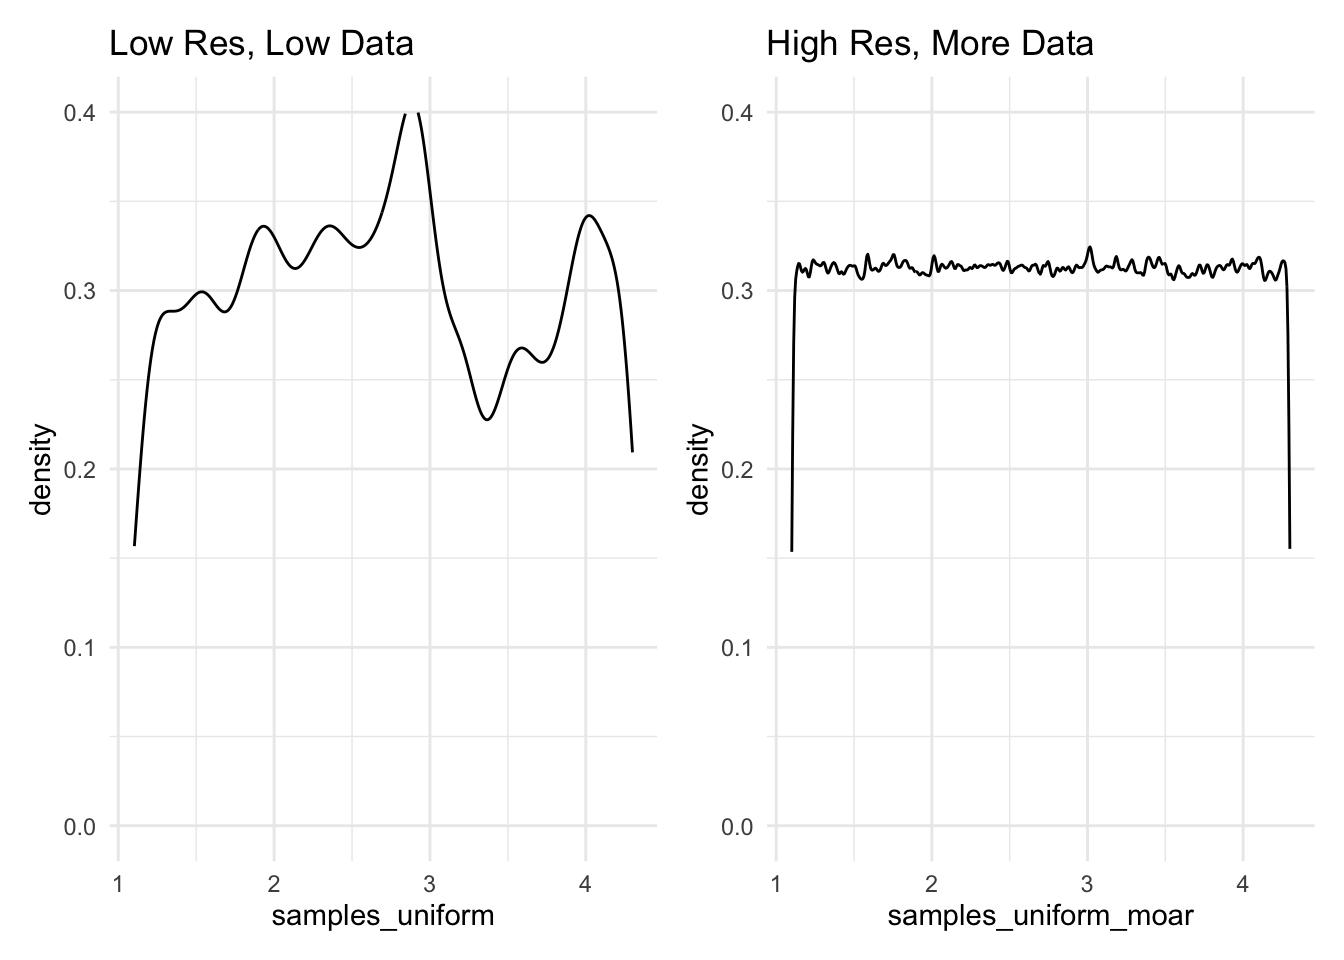 Low Res, Low Data
density
0.4
0.3
0.2
0.1
0.0
1 2 3 4
samples_uniform
High Res, More Data
density
0.4
0.3
0.2
0.1
0.0
1 2 3 4
samples_uniform_moar